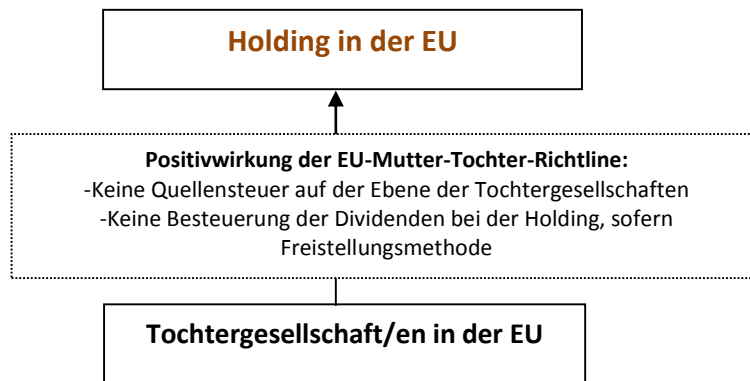 Holding in der EU
Positivwirkung der EU-Mutter-Tochter-Richtline:
-Keine Quellensteuer auf der Ebene der Tochtergesellschaften
-Keine Besteuerung der Dividenden bei der Holding, sofern
Freistellungsmethode
Tochtergesellschaft/en in der EU